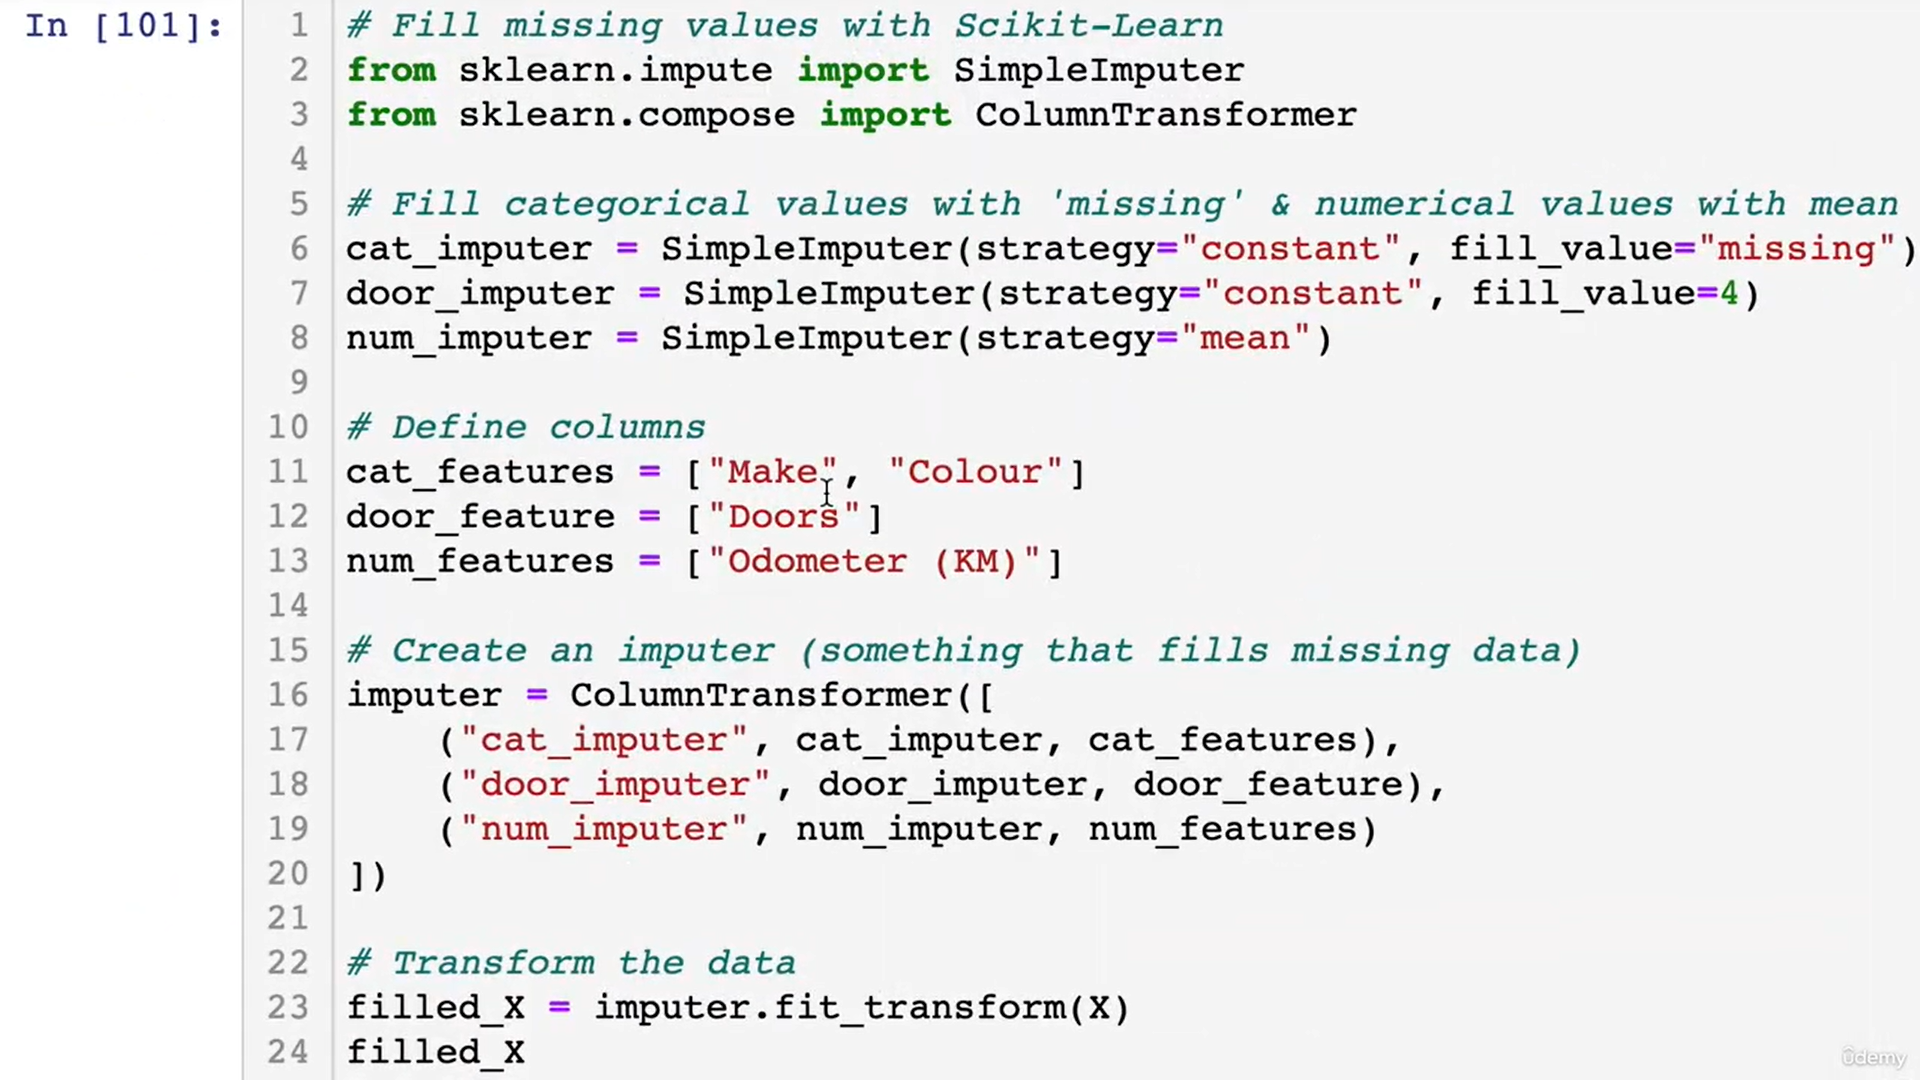 In [101]:
1 # Fill missing values with Scikit-Learn
2 from sklearn.impute import SimpleImputer
3 from sklearn.compose import ColumnTransformer
4
5 # Fill categorical values with 'missing' & numerical values with mean
6 cat_imputer = SimpleImputer(strategy="constant", fill_value="missing")
7 door_imputer = SimpleImputer(strategy="constant", fill_value=4)
8 num_imputer = SimpleImputer(strategy="mean")
9
10 # Define columns
11 cat_features = ["Make", "Colour"]
12 door_feature = ["Doors"]
13 num_features = ["Odometer (KM)"]
14
15 # Create an imputer (something that fills missing data)
16 imputer = ColumnTransformer([
17     ("cat_imputer", cat_imputer, cat_features),
18     ("door_imputer", door_imputer, door_feature),
19     ("num_imputer", num_imputer, num_features)
20 ])
21
22 # Transform the data
23 filled_X = imputer.fit_transform(X)
24 filled_X
ûdemy